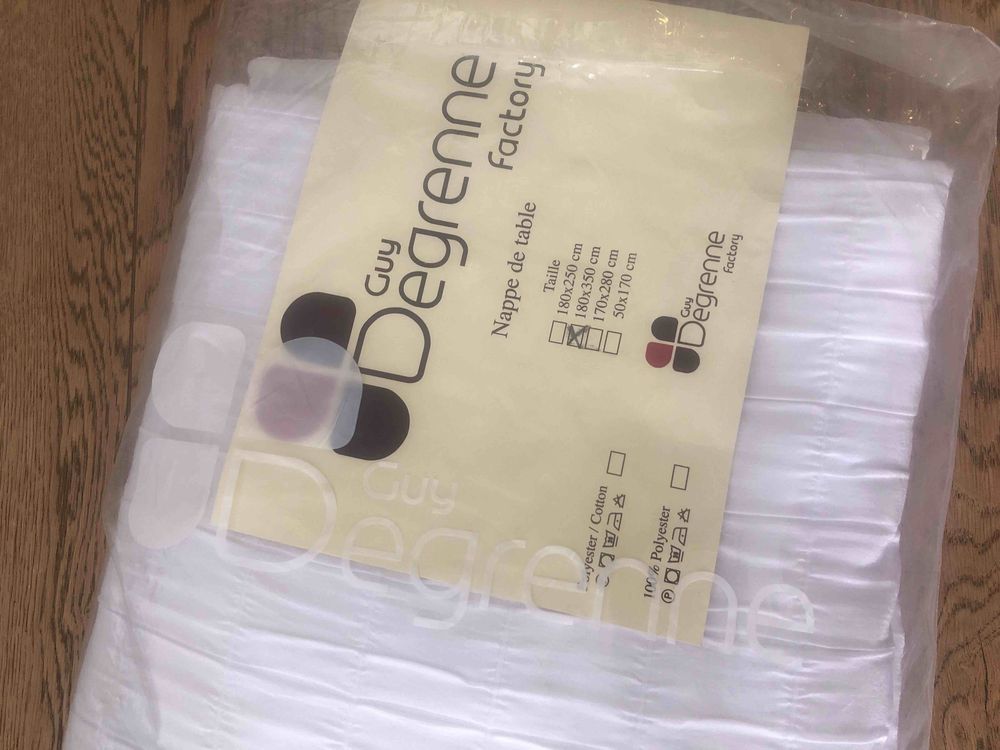 Guy
Degrenne
Factory
Nappe de table
Taille
180x250 cm
180x350 cm
170x280 cm
50x170 cm
Guy
Degrenne
Factory
/ Cotton
100% Polyester
P
Guy
Degrenne